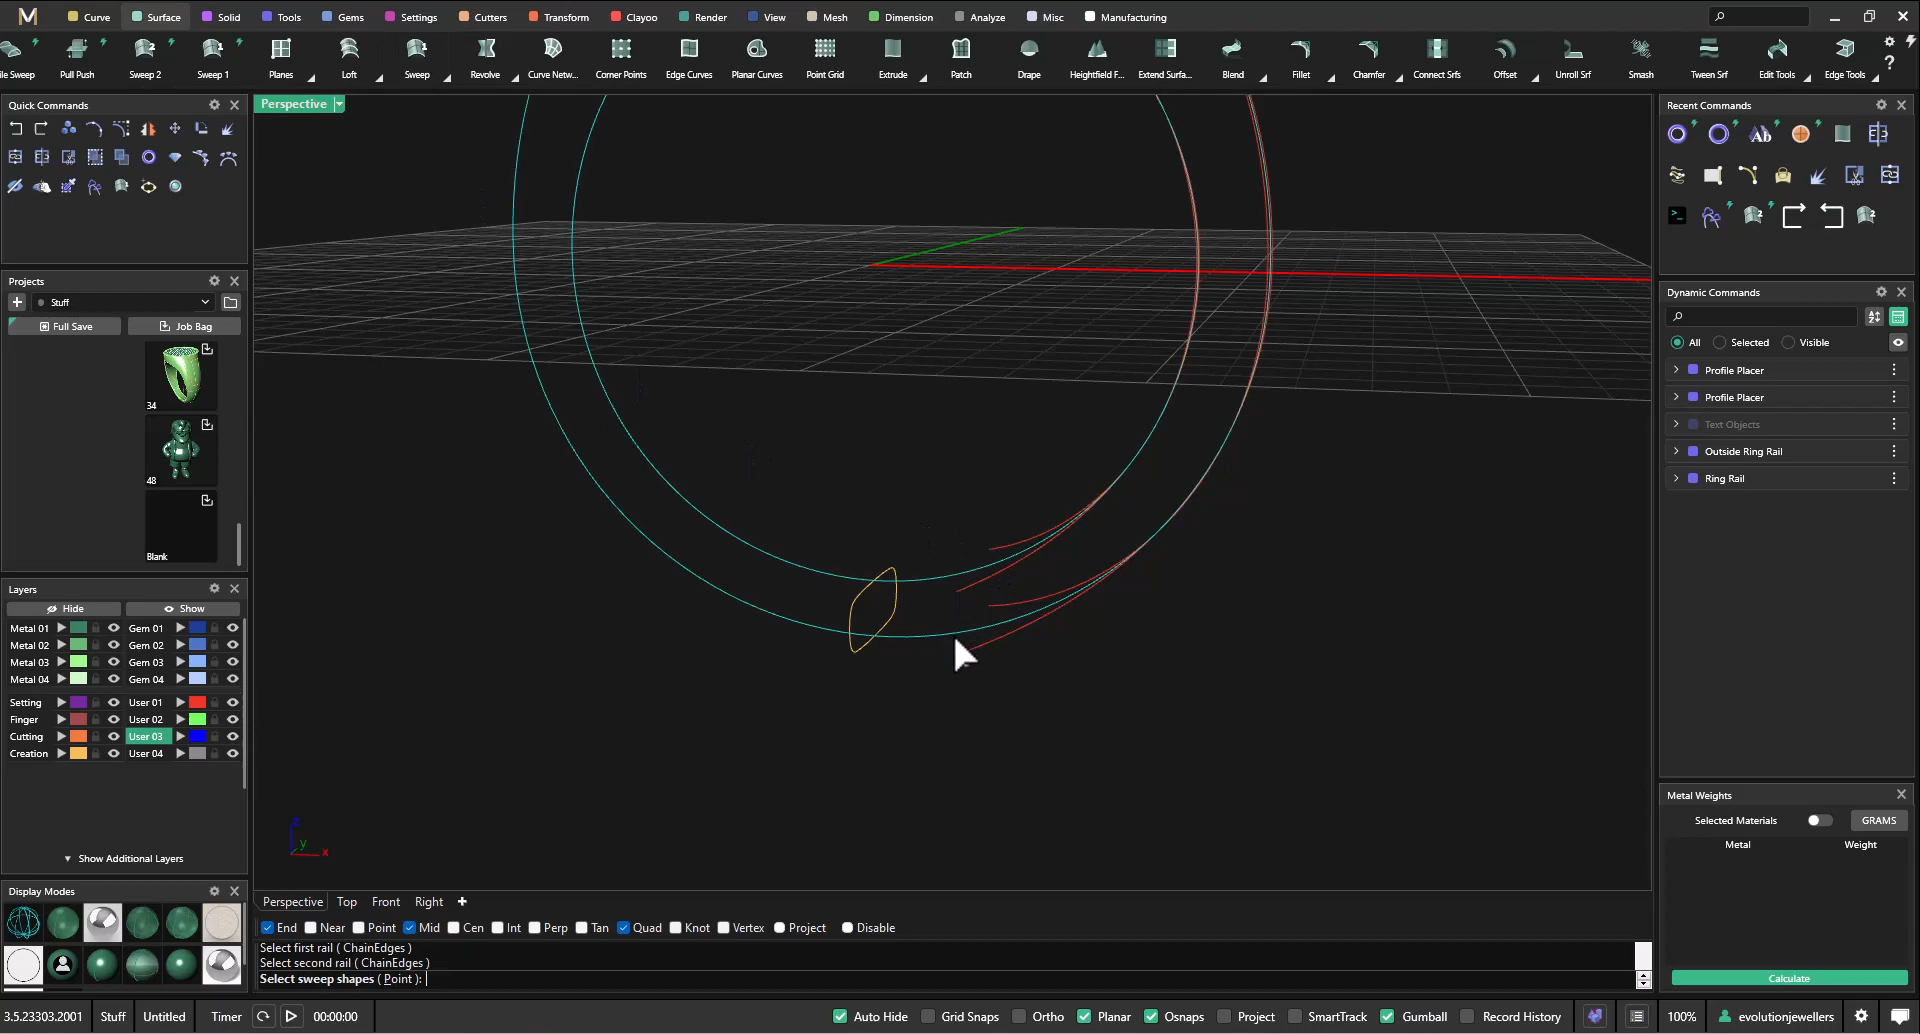 Curve Surface Solid Tools Gems Settings Cutters Transform Clayoo Render View Mesh Dimension Analyze Misc Manufacturing
ile Sweep Pull Push Sweep 2 Sweep 1 Planes Loft Sweep Revolve Curve Netw... Corner Points Edge Curves Planar Curves Point Grid Extrude Patch Drape Heightfield F... Extend Surfa... Blend Fillet Chamfer Connect Srfs Offset Unroll Srf Smash Tween Srf Edit Tools Edge Tools
Quick Commands
Perspective
Recent Commands
Projects
Stuff
Full Save Job Bag
34
48
Blank
Dynamic Commands
All Selected Visible
Profile Placer
Profile Placer
Text Objects
Outside Ring Rail
Ring Rail
Layers
Hide Show
Metal 01 Gem 01
Metal 02 Gem 02
Metal 03 Gem 03
Metal 04 Gem 04
Setting User 01
Finger User 02
Cutting User 03
Creation User 04
Show Additional Layers
z
y
x
Metal Weights
Selected Materials GRAMS
Metal Weight
Calculate
Display Modes
Perspective Top Front Right
End Near Point Mid Cen Int Perp Tan Quad Knot Vertex Project Disable
Select first rail ( ChainEdges )
Select second rail ( ChainEdges )
Select sweep shapes ( Point ):
3.5.23303.2001 Stuff Untitled Timer 00:00:00 Auto Hide Grid Snaps Ortho Planar Osnaps Project SmartTrack Gumball Record History 100% evolutionjewellers